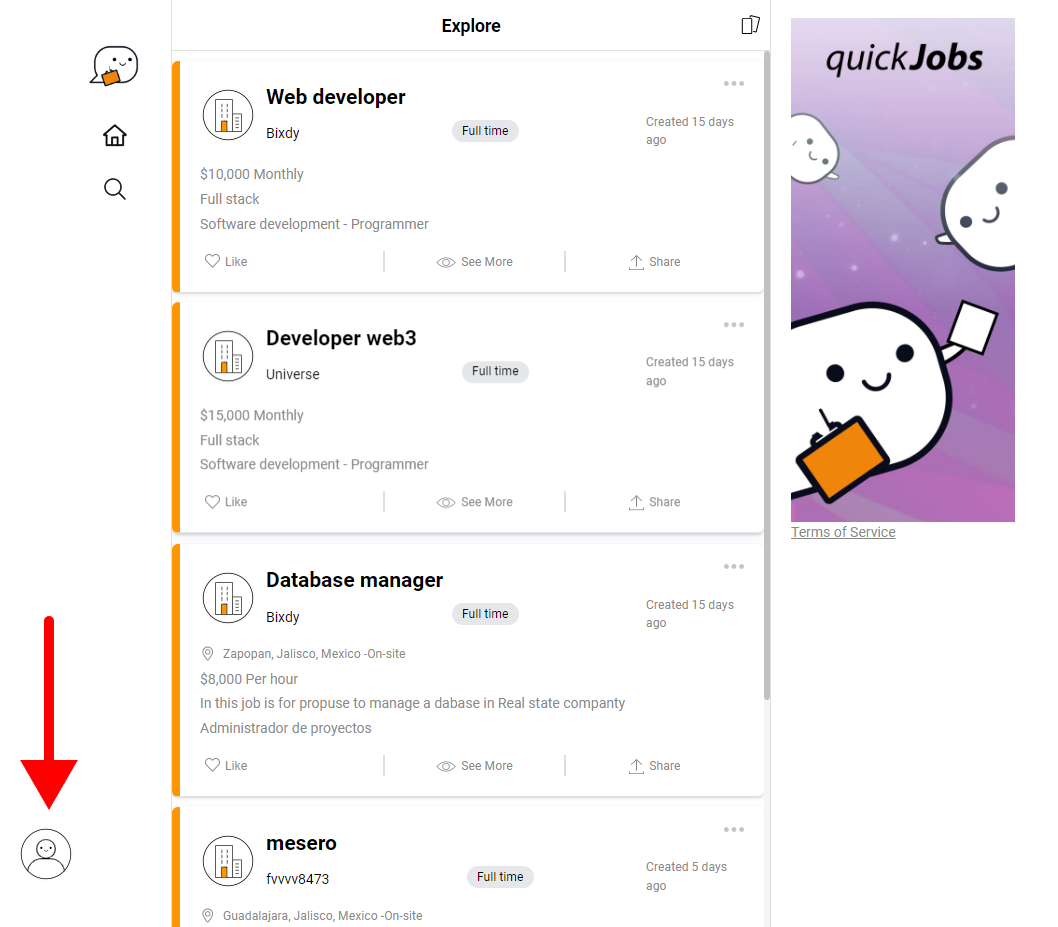 Explore
Web developer
Bixdy
Full time
Created 15 days
ago
$10,000 Monthly
Full stack
Software development - Programmer
Like
See More
Share
Developer web3
Universe
Full time
Created 15 days
ago
$15,000 Monthly
Full stack
Software development - Programmer
Like
See More
Share
Database manager
Bixdy
Full time
Created 15 days
ago
Zapopan, Jalisco, Mexico -On-site
$8,000 Per hour
In this job is for propuse to manage a dabase in Real state companty
Administrador de proyectos
Like
See More
Share
mesero
fvvvv8473
Full time
Created 5 days
ago
Guadalajara, Jalisco, Mexico -On-site
quickJobs
Terms of Service